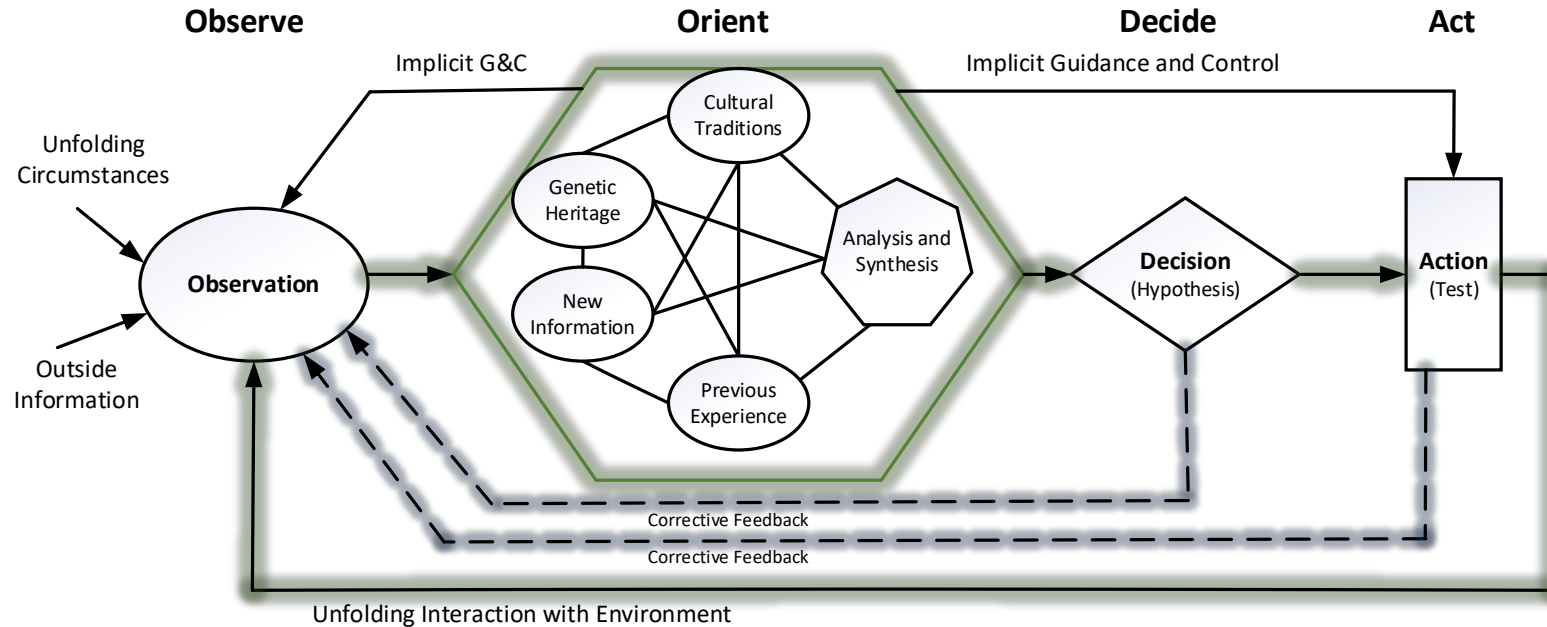 Observe
Orient
Decide
Act
Implicit G&C
Implicit Guidance and Control
Unfolding
Circumstances
Observation
Outside
Information
Cultural
Traditions
Genetic
Heritage
New
Information
Previous
Experience
Analysis and
Synthesis
Decision
(Hypothesis)
Action
(Test)
Corrective Feedback
Corrective Feedback
Unfolding Interaction with Environment